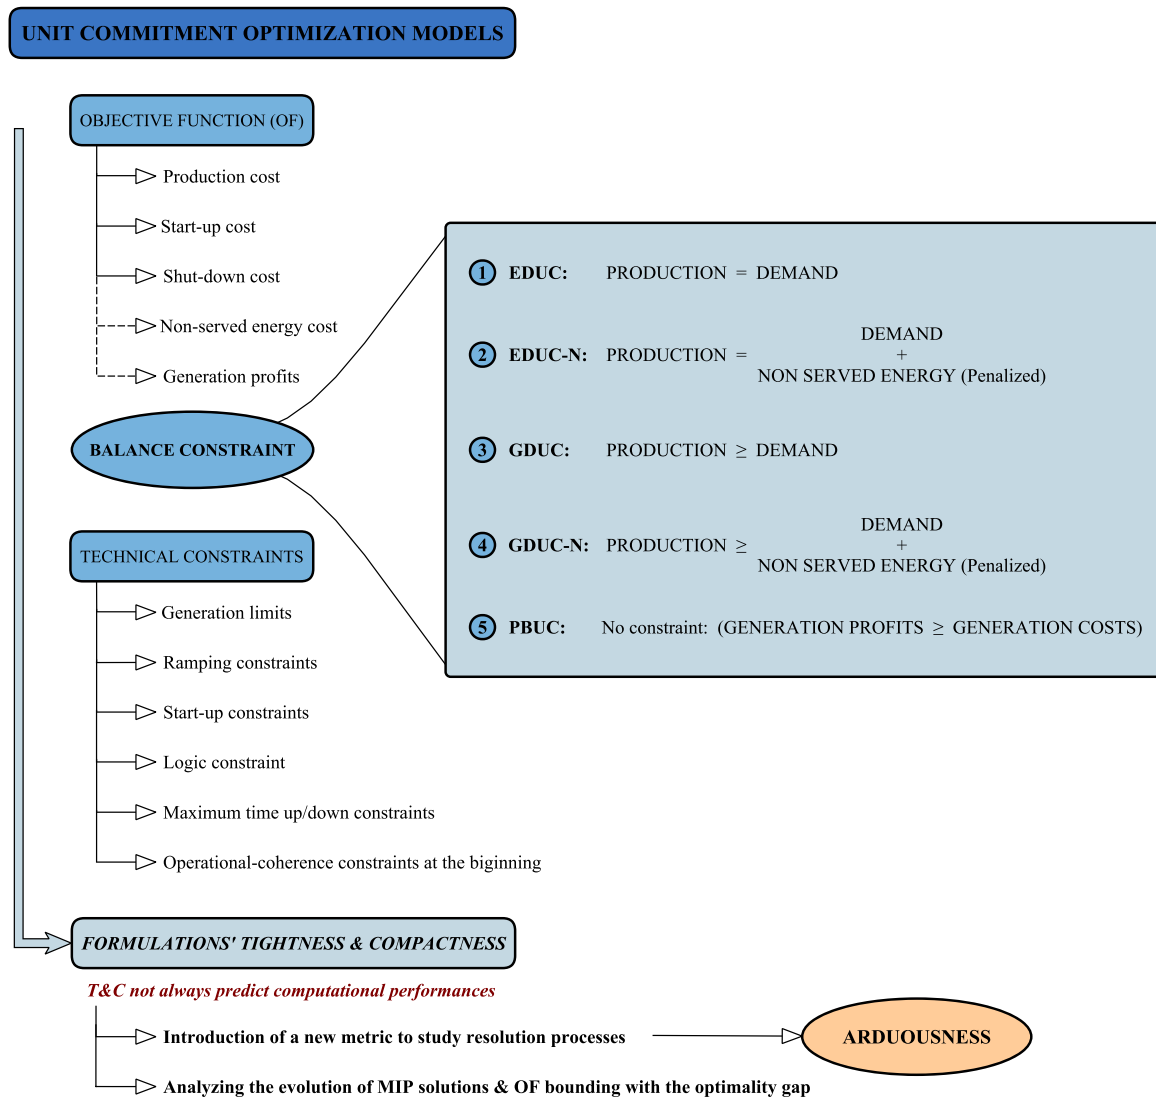 UNIT COMMITMENT OPTIMIZATION MODELS
OBJECTIVE FUNCTION (OF)
Production cost
Start-up cost
Shut-down cost
Non-served energy cost
Generation profits
BALANCE CONSTRAINT
1 EDUC: PRODUCTION = DEMAND
2 EDUC-N: PRODUCTION =
DEMAND
+
NON SERVED ENERGY (Penalized)
3 GDUC: PRODUCTION ≥ DEMAND
4 GDUC-N: PRODUCTION ≥
DEMAND
+
NON SERVED ENERGY (Penalized)
5 PBUC: No constraint: (GENERATION PROFITS ≥ GENERATION COSTS)
TECHNICAL CONSTRAINTS
Generation limits
Ramping constraints
Start-up constraints
Logic constraint
Maximum time up/down constraints
Operational-coherence constraints at the biginning
FORMULATIONS' TIGHTNESS & COMPACTNESS
T&C not always predict computational performances
Introduction of a new metric to study resolution processes
ARDUOUSNESS
Analyzing the evolution of MIP solutions & OF bounding with the optimality gap